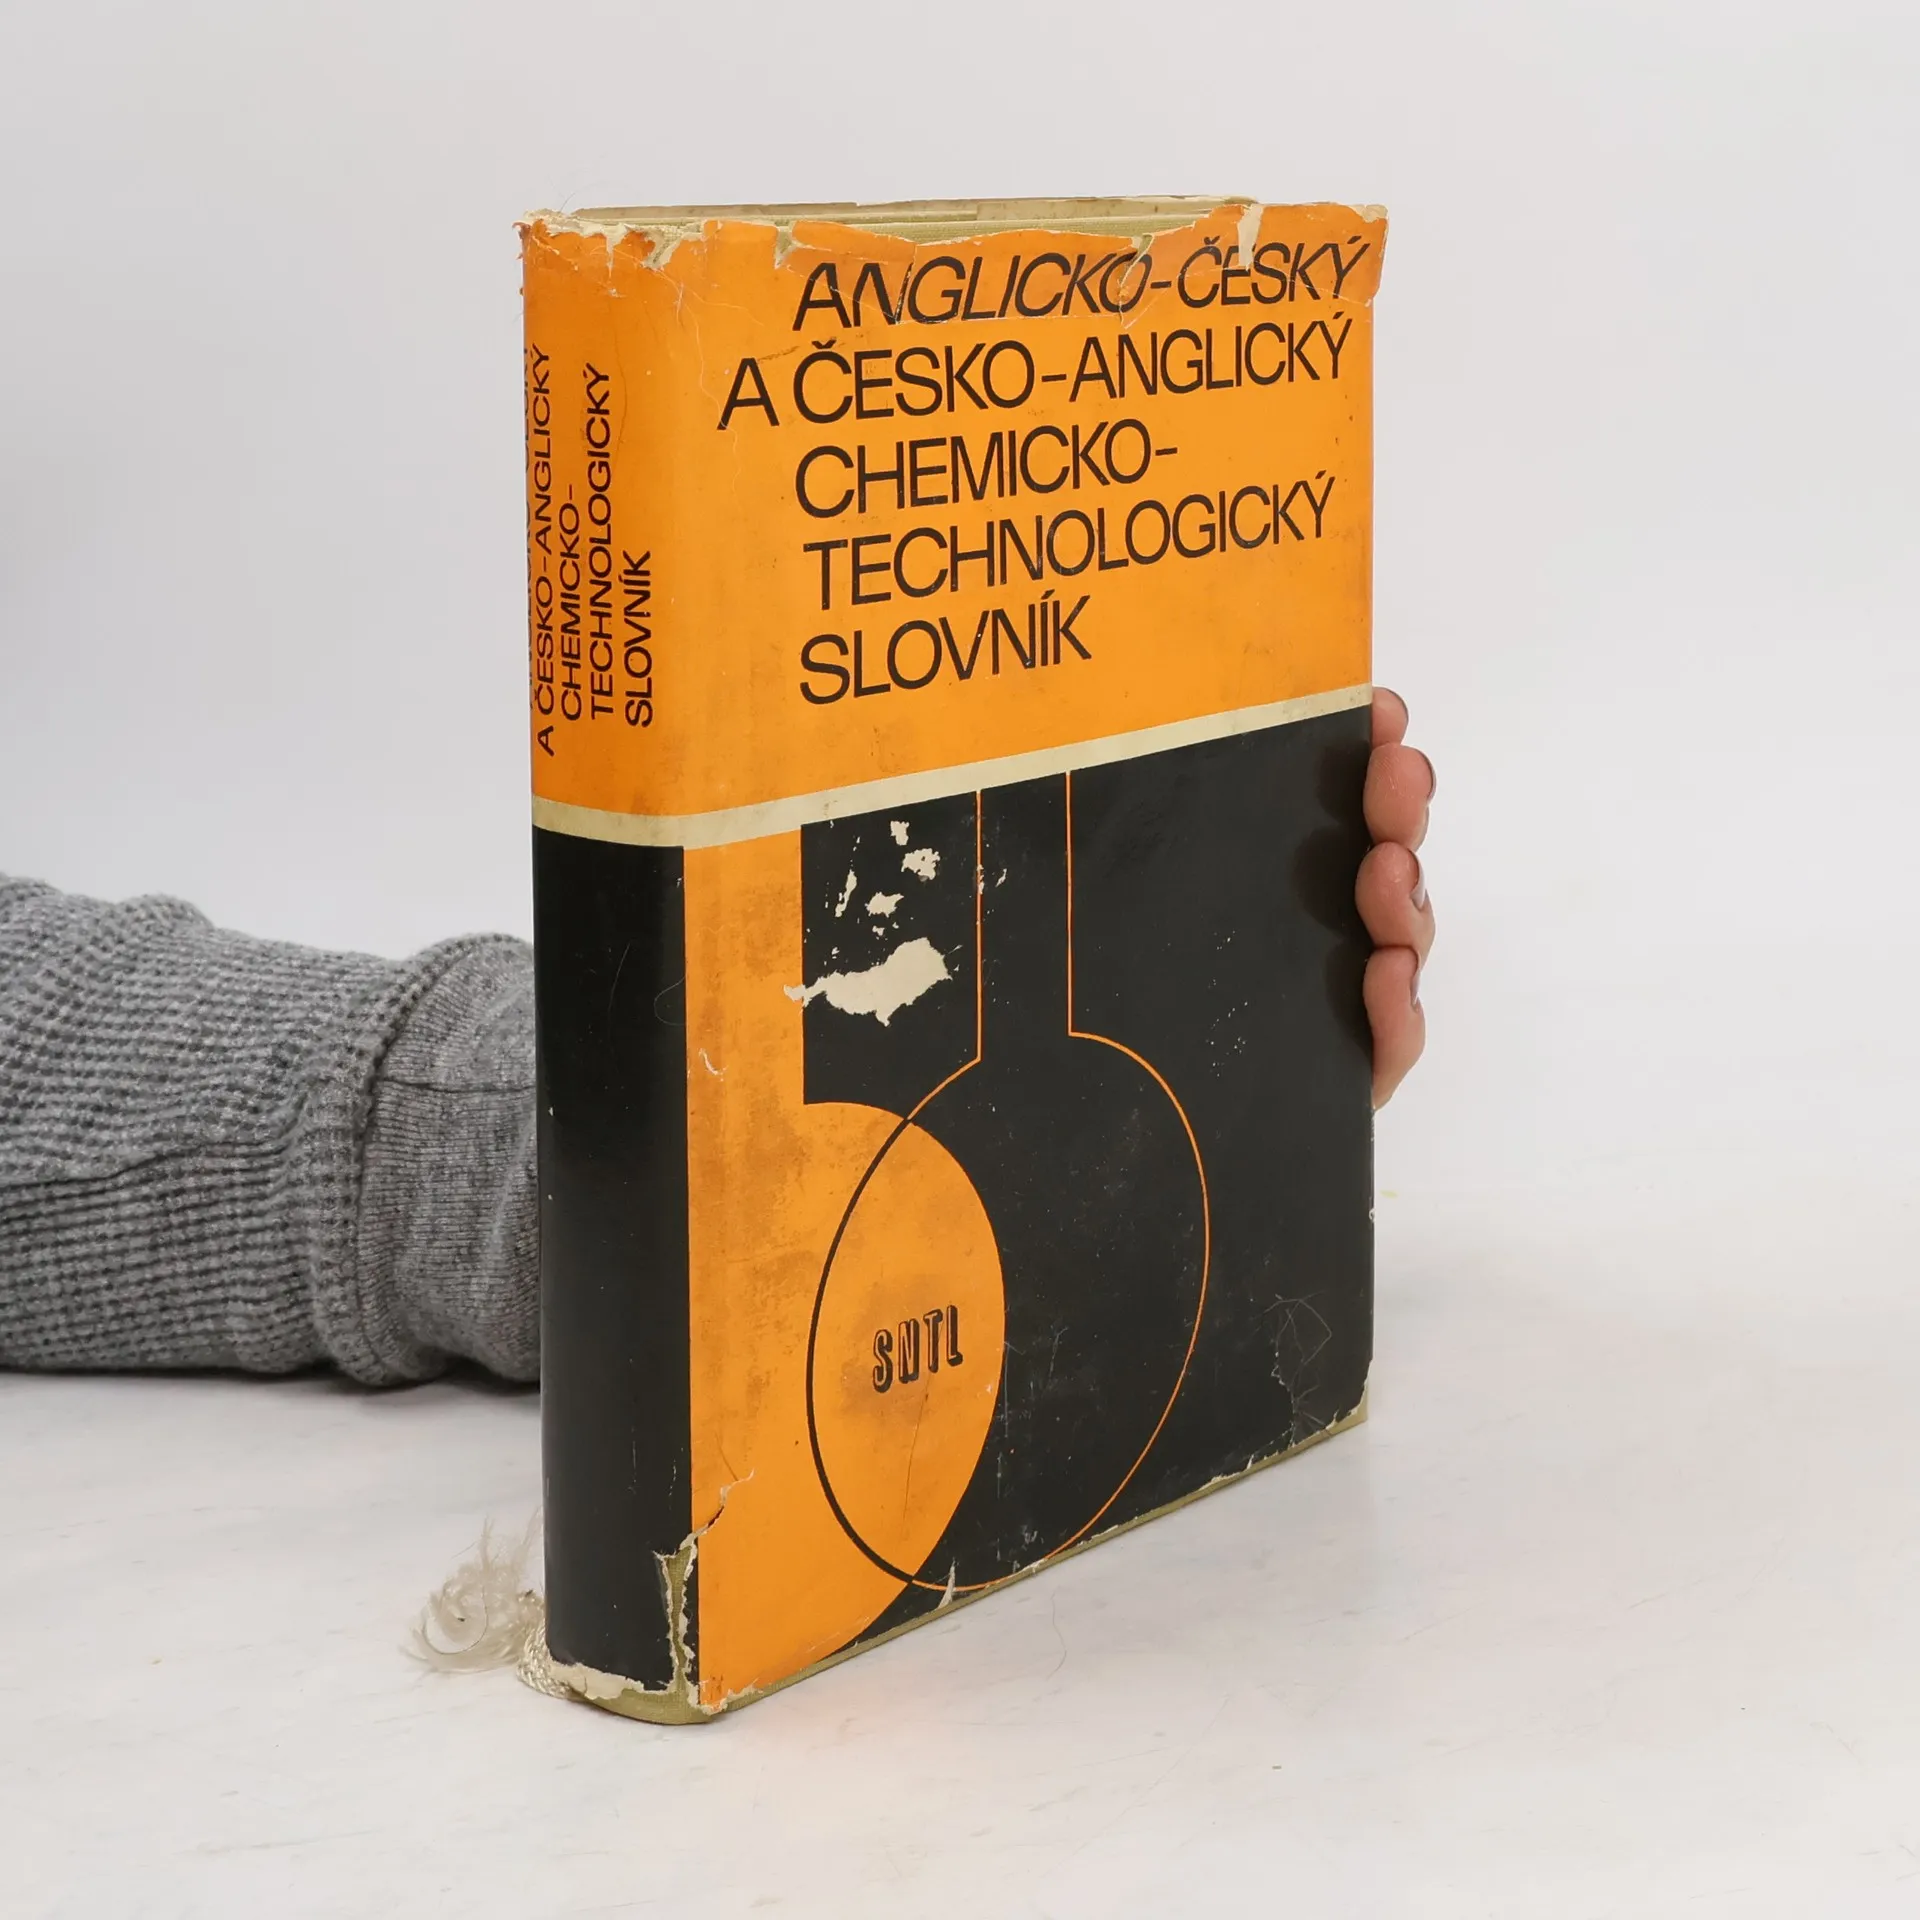 ANGLICKO-ČESKÝ
A ČESKO-ANGLICKÝ
CHEMICKO-
TECHNOLOGICKÝ
SLOVNÍK
SNTL
A ČESKO-ANGLICKÝ
CHEMICKO-
TECHNOLOGICKÝ
SLOVNÍK